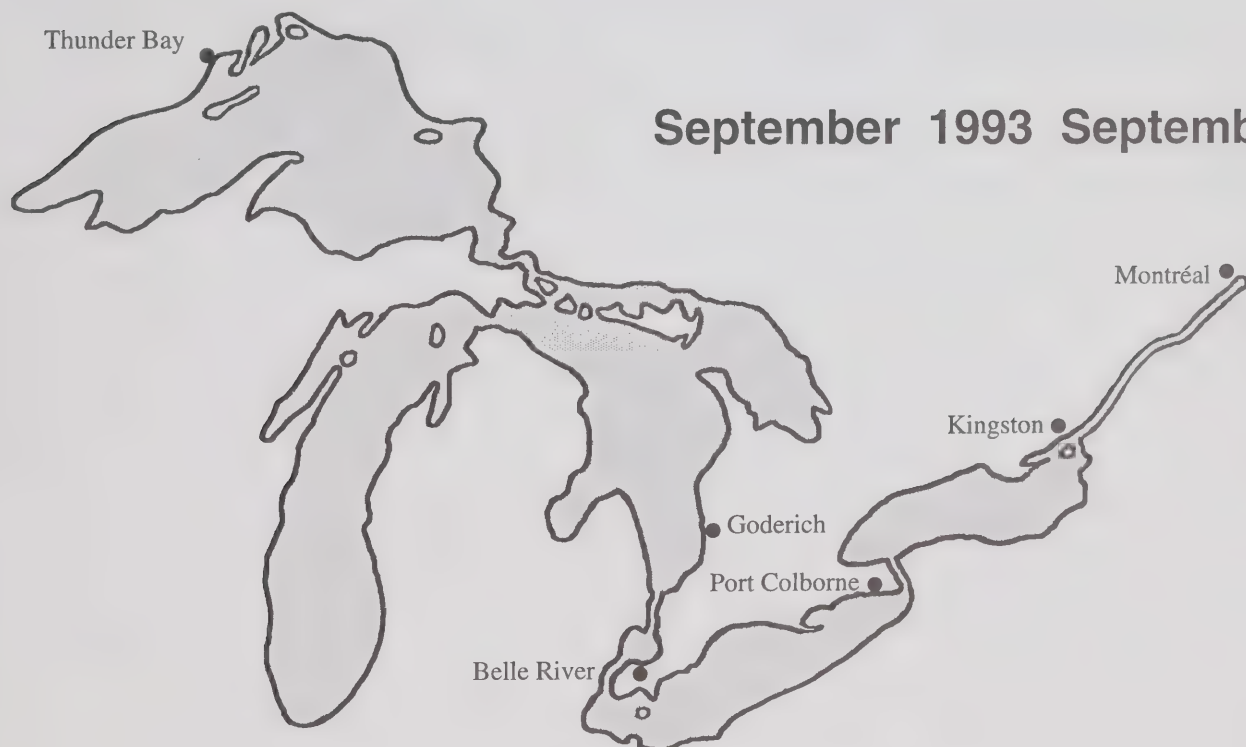 Thunder Bay
September 1993 Septemb
Montréal
Kingston
Goderich
Port Colborne
Belle River